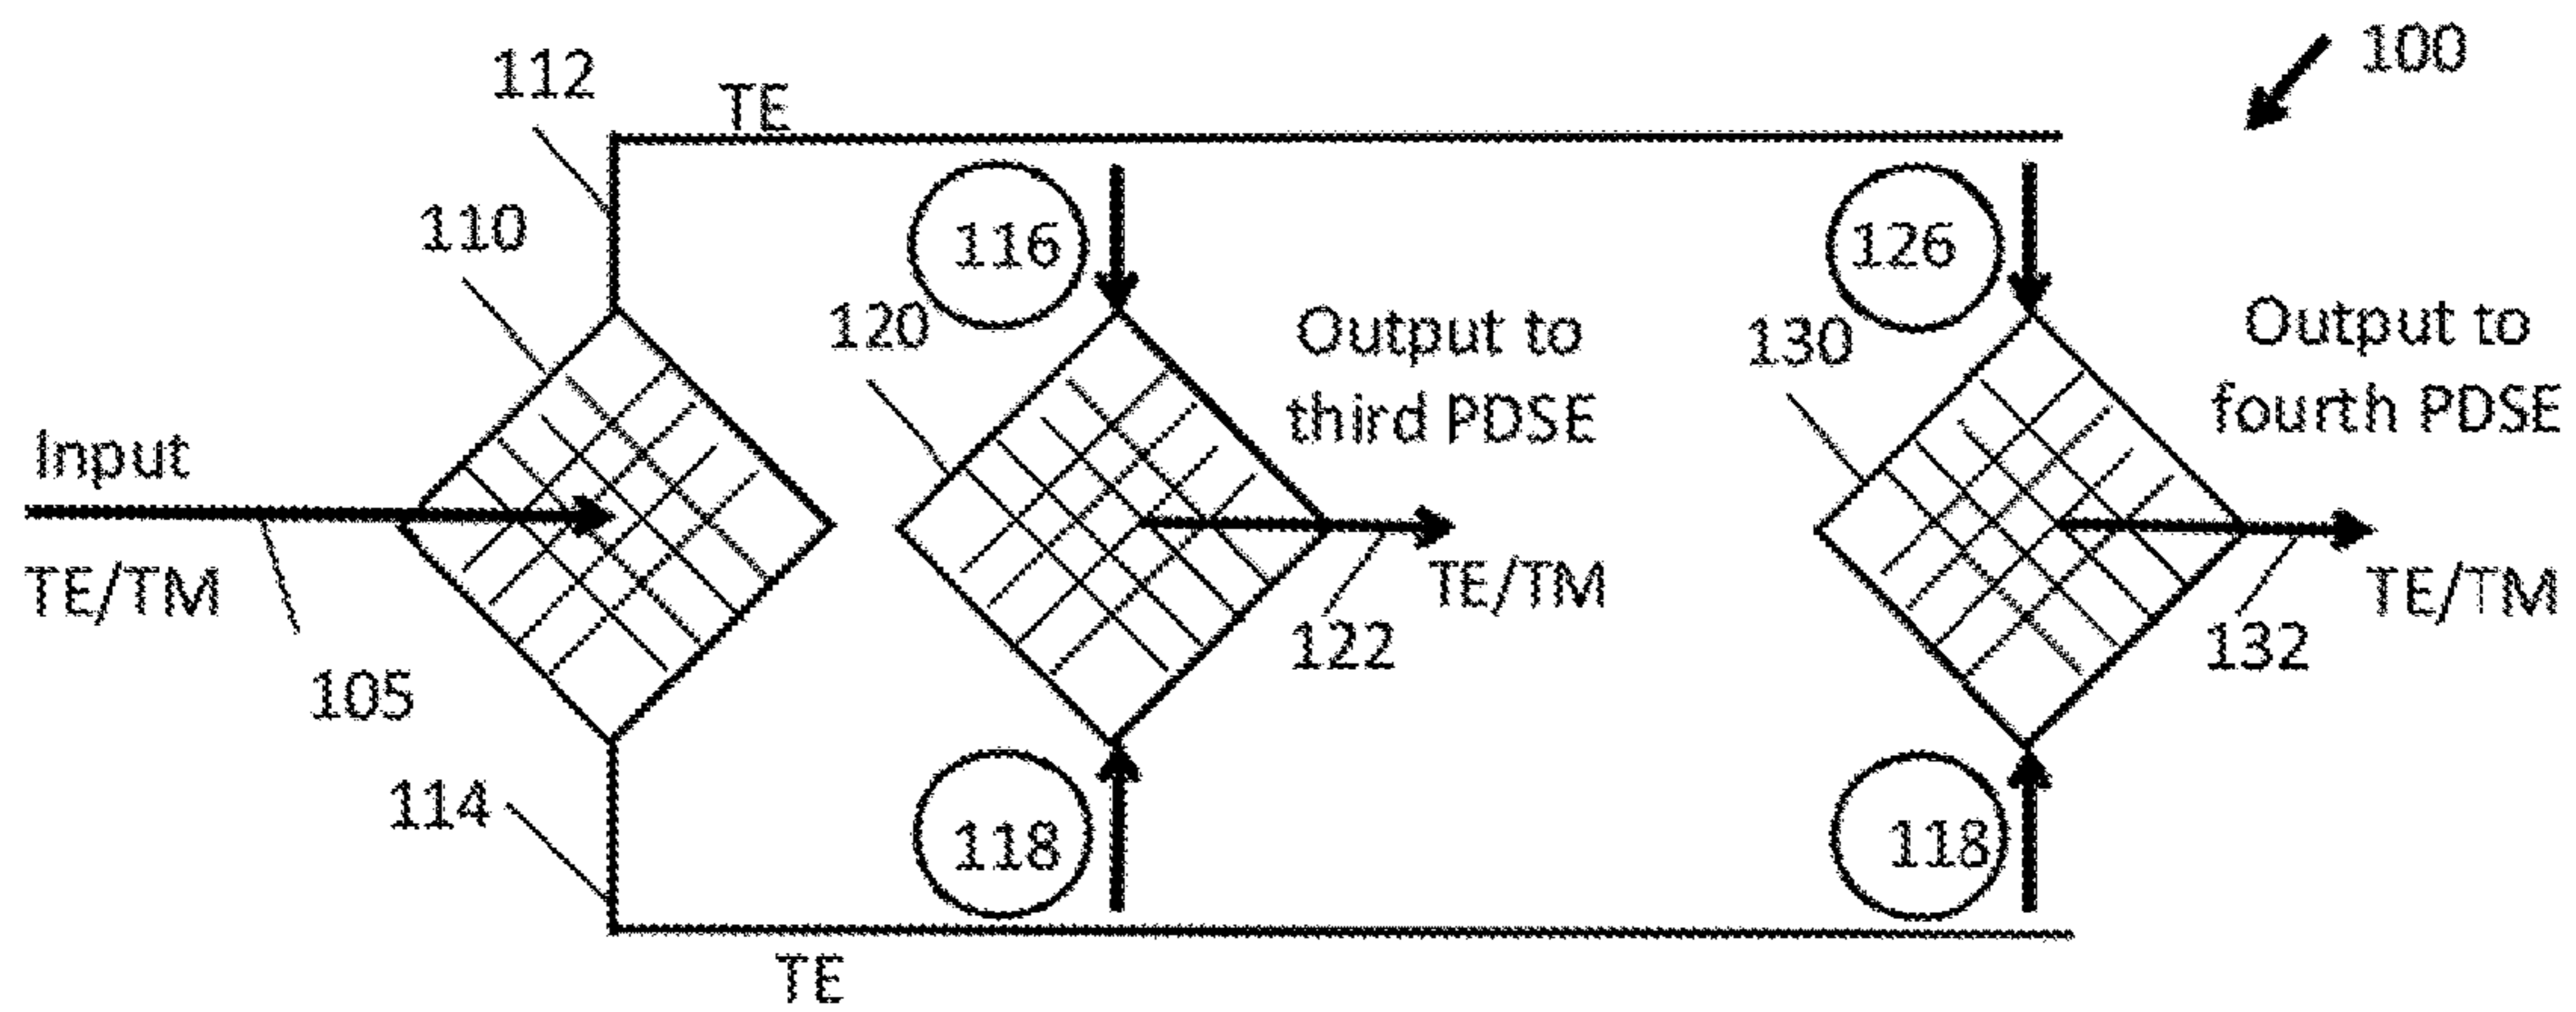 100
112
TE
110
116
126
120
Output to
third PDSE
130
Output to
fourth PDSE
Input
TE/TM
TE/TM
TE/TM
122
132
105
114
118
118
TE